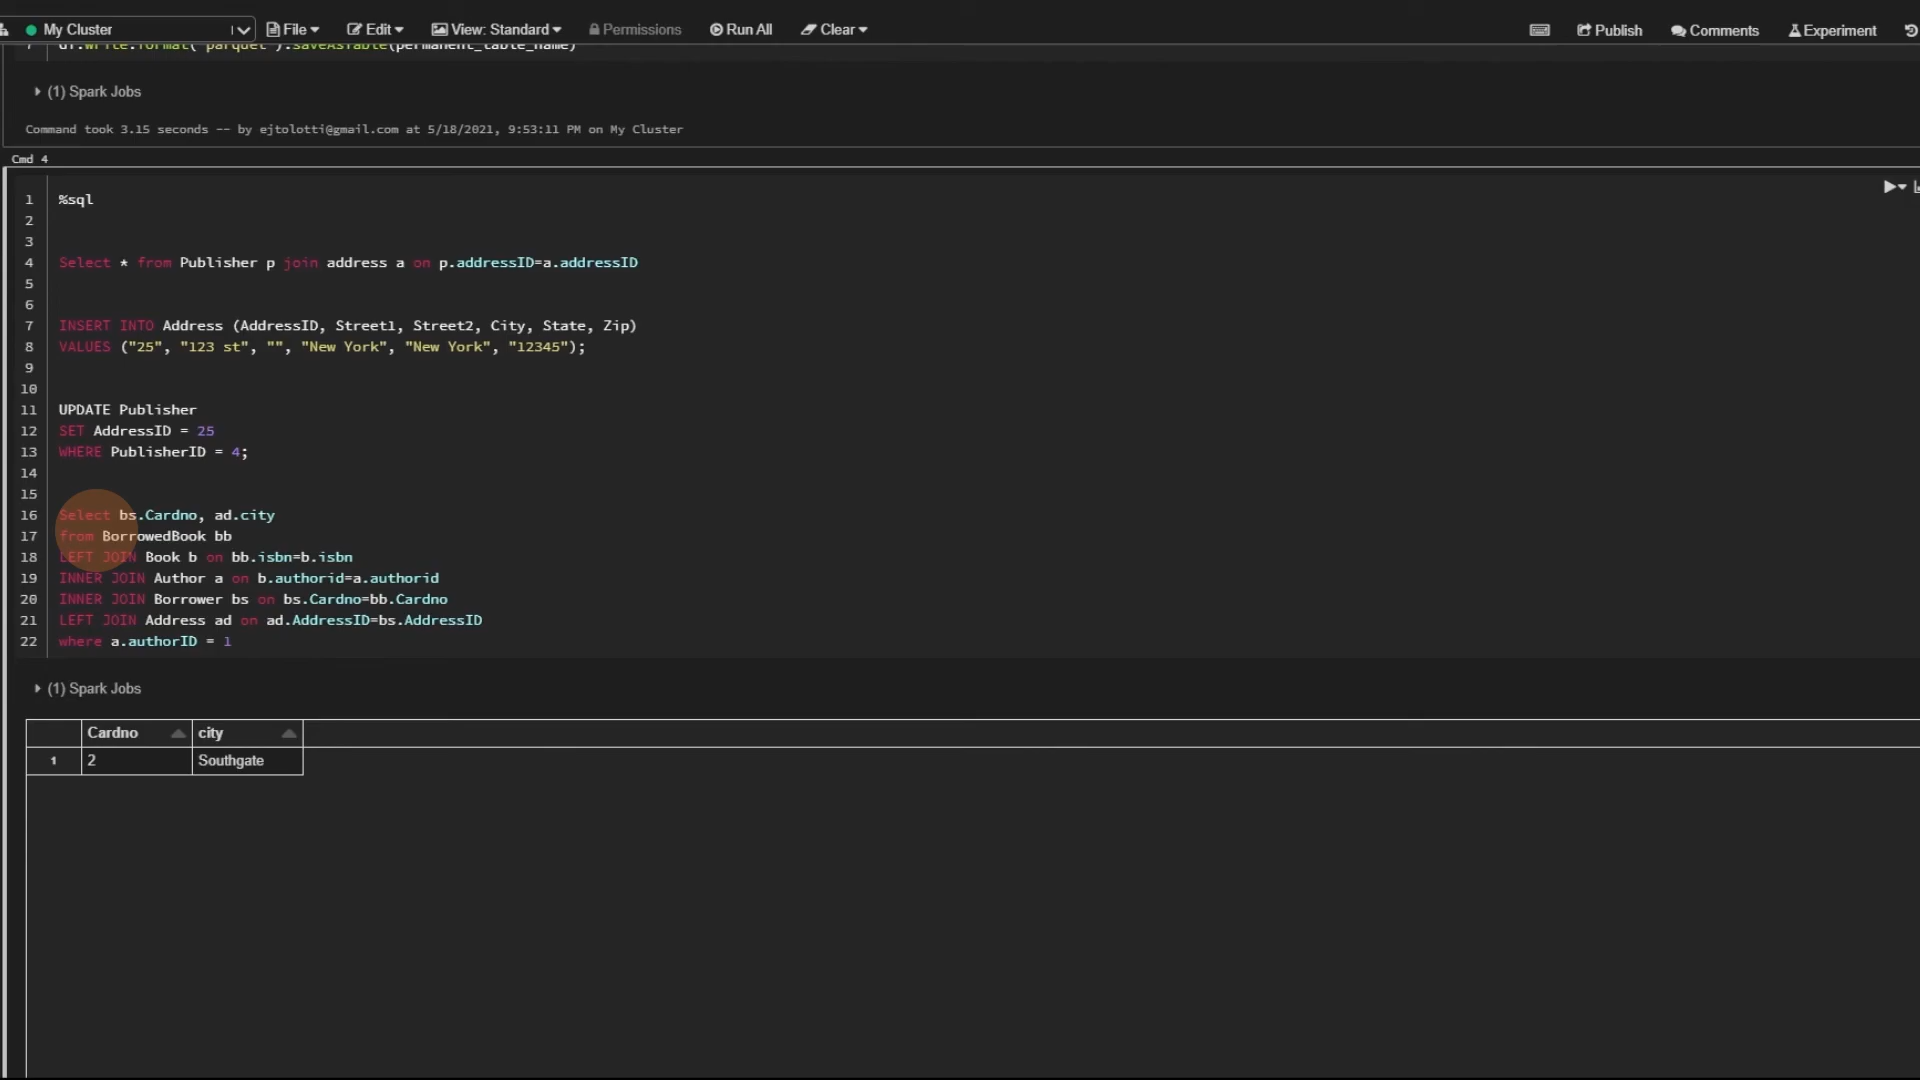 My Cluster File Edit View: Standard Permissions Run All Clear Publish Comments Experiment
7 df.write.format("parquet").saveAsTable(permanent_table_name)
(1) Spark Jobs
Command took 3.15 seconds -- by ejtolotti@gmail.com at 5/18/2021, 9:53:11 PM on My Cluster
Cmd 4
1 %sql
2
3
4 Select * from Publisher p join address a on p.addressID=a.addressID
5
6
7 INSERT INTO Address (AddressID, Street1, Street2, City, State, Zip)
8 VALUES ("25", "123 st", "", "New York", "New York", "12345");
9
10
11 UPDATE Publisher
12 SET AddressID = 25
13 WHERE PublisherID = 4;
14
15
16 Select bs.Cardno, ad.city
17 from BorrowedBook bb
18 LEFT JOIN Book b on bb.isbn=b.isbn
19 INNER JOIN Author a on b.authorid=a.authorid
20 INNER JOIN Borrower bs on bs.Cardno=bb.Cardno
21 LEFT JOIN Address ad on ad.AddressID=bs.AddressID
22 where a.authorID = 1
(1) Spark Jobs
Cardno city
1 2 Southgate